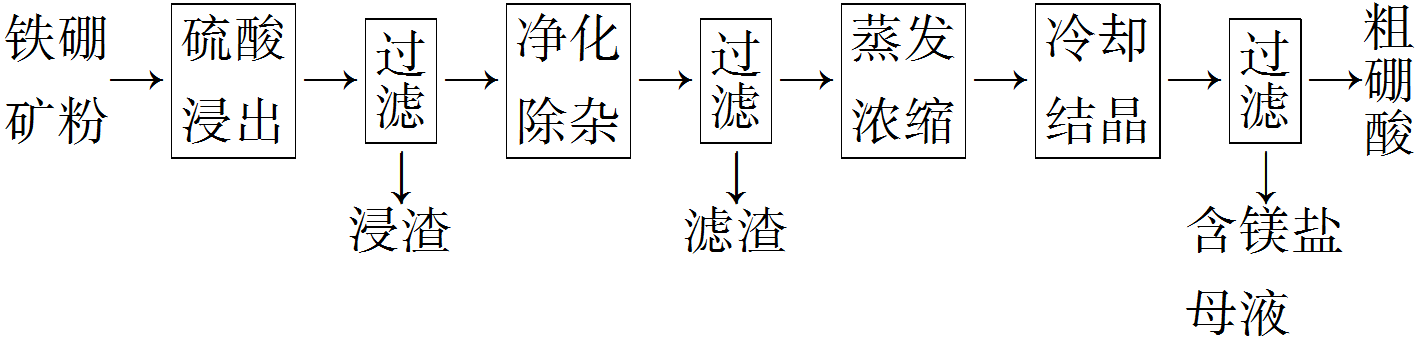 铁硼
矿粉
硫酸
浸出
过
滤
净化
除杂
过
滤
蒸发
浓缩
冷却
结晶
过
滤
粗
硼
酸
浸渣
滤渣
含镁盐
母液